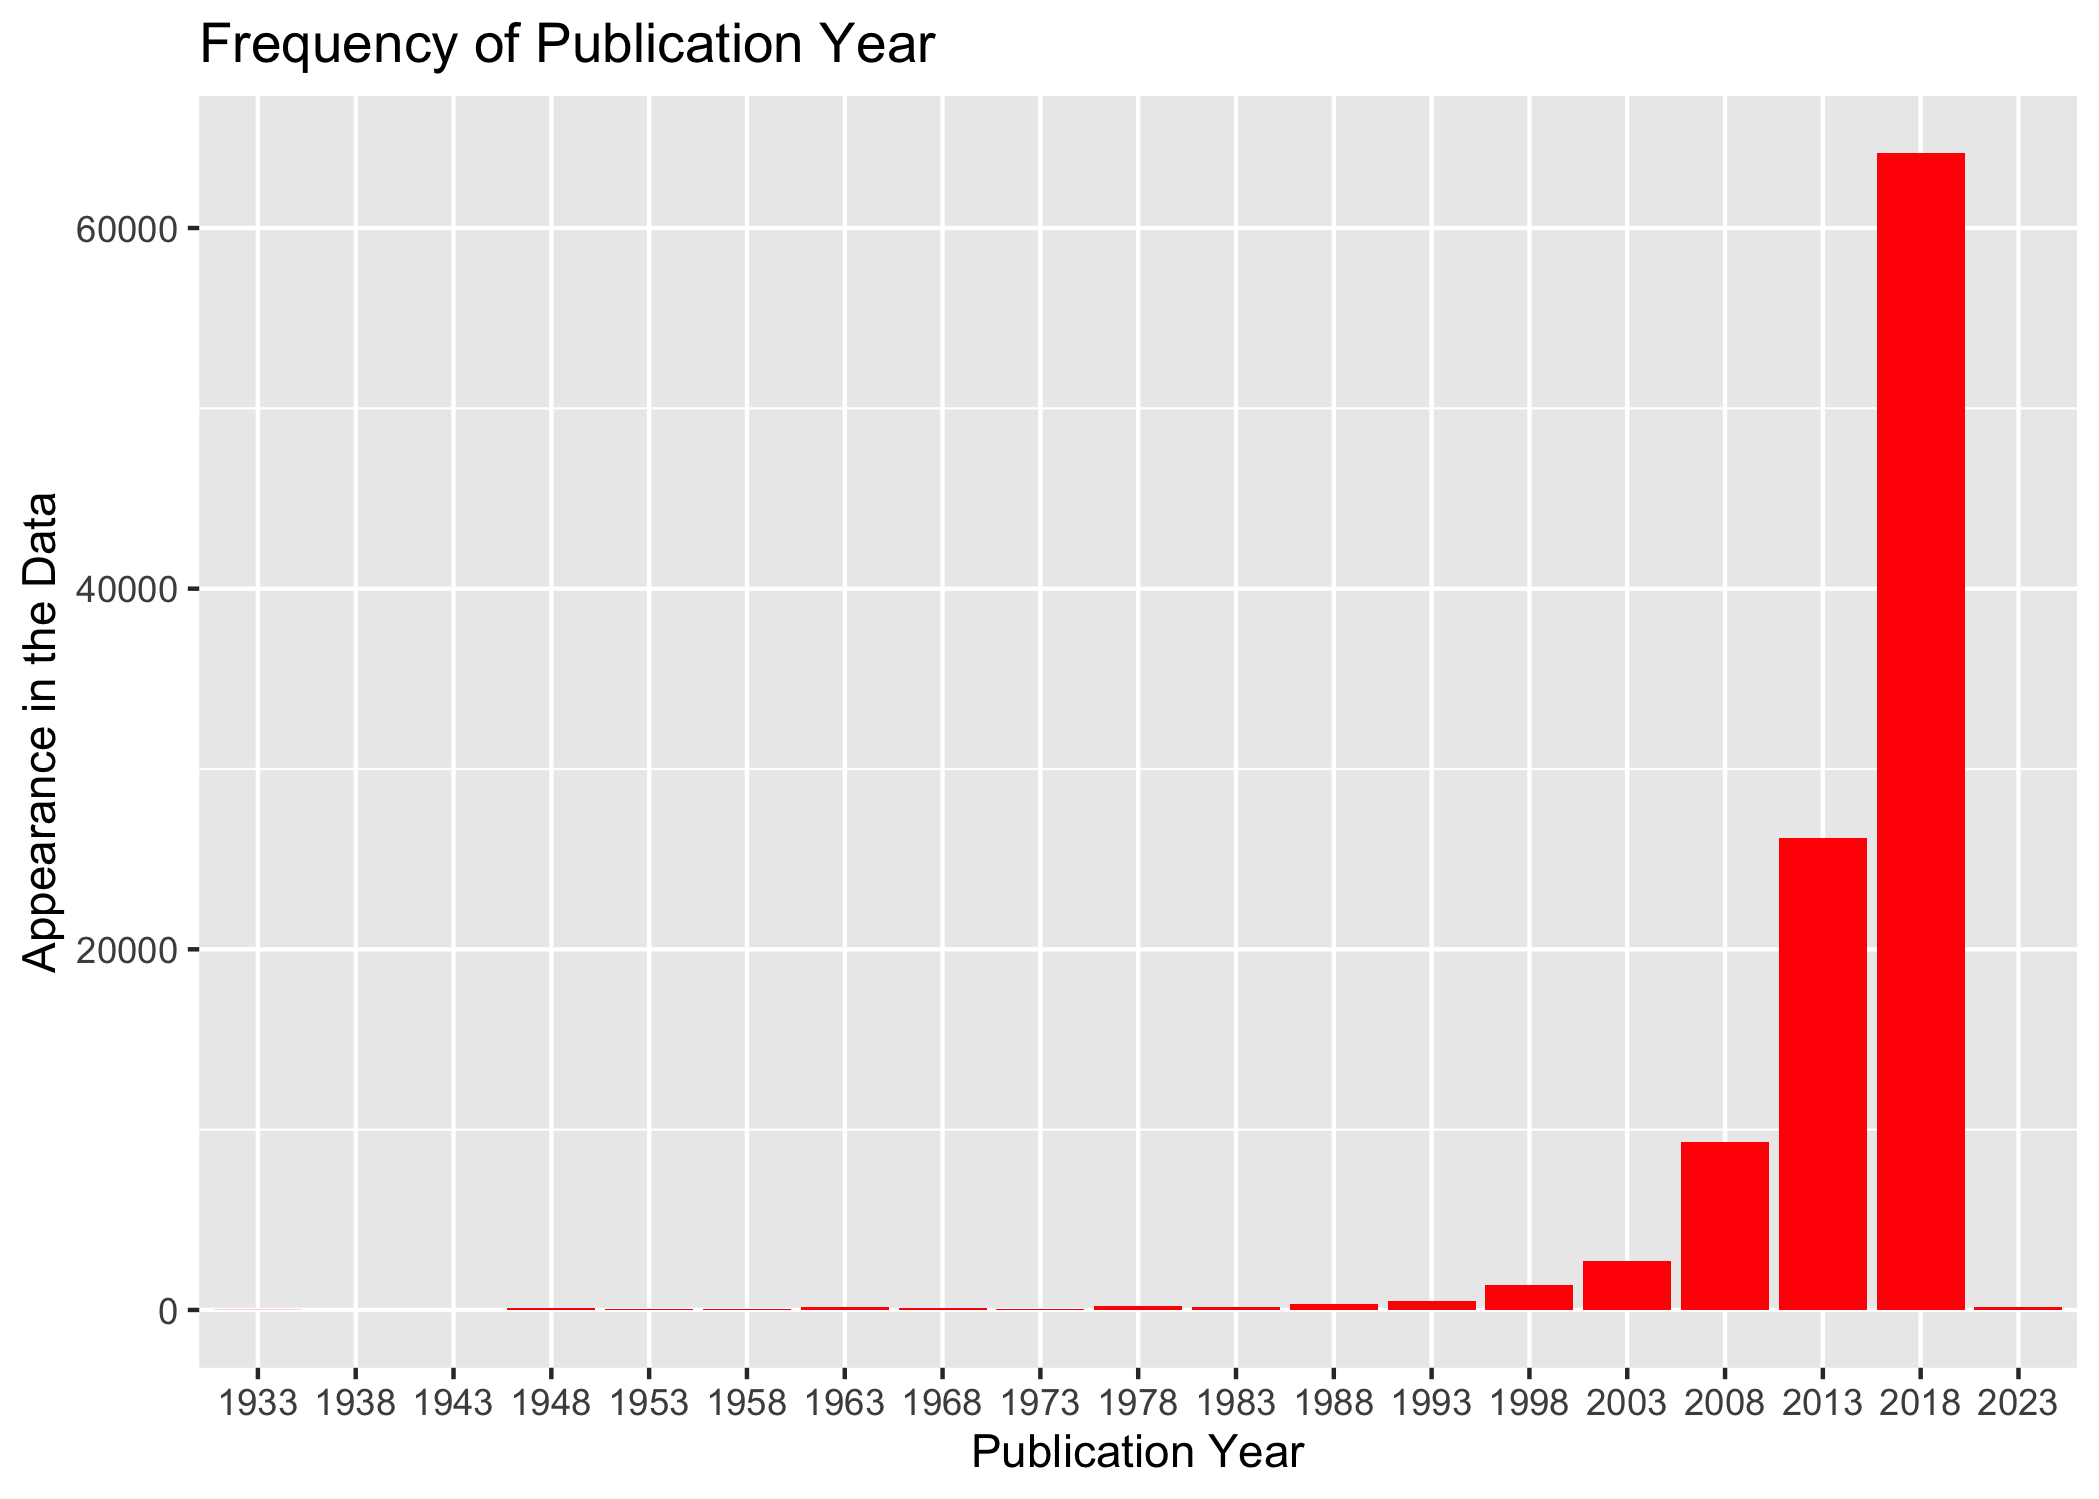 Frequency of Publication Year
Appearance in the Data
60000
40000
20000
0
1933 1938 1943 1948 1953 1958 1963 1968 1973 1978 1983 1988 1993 1998 2003 2008 2013 2018 2023
Publication Year